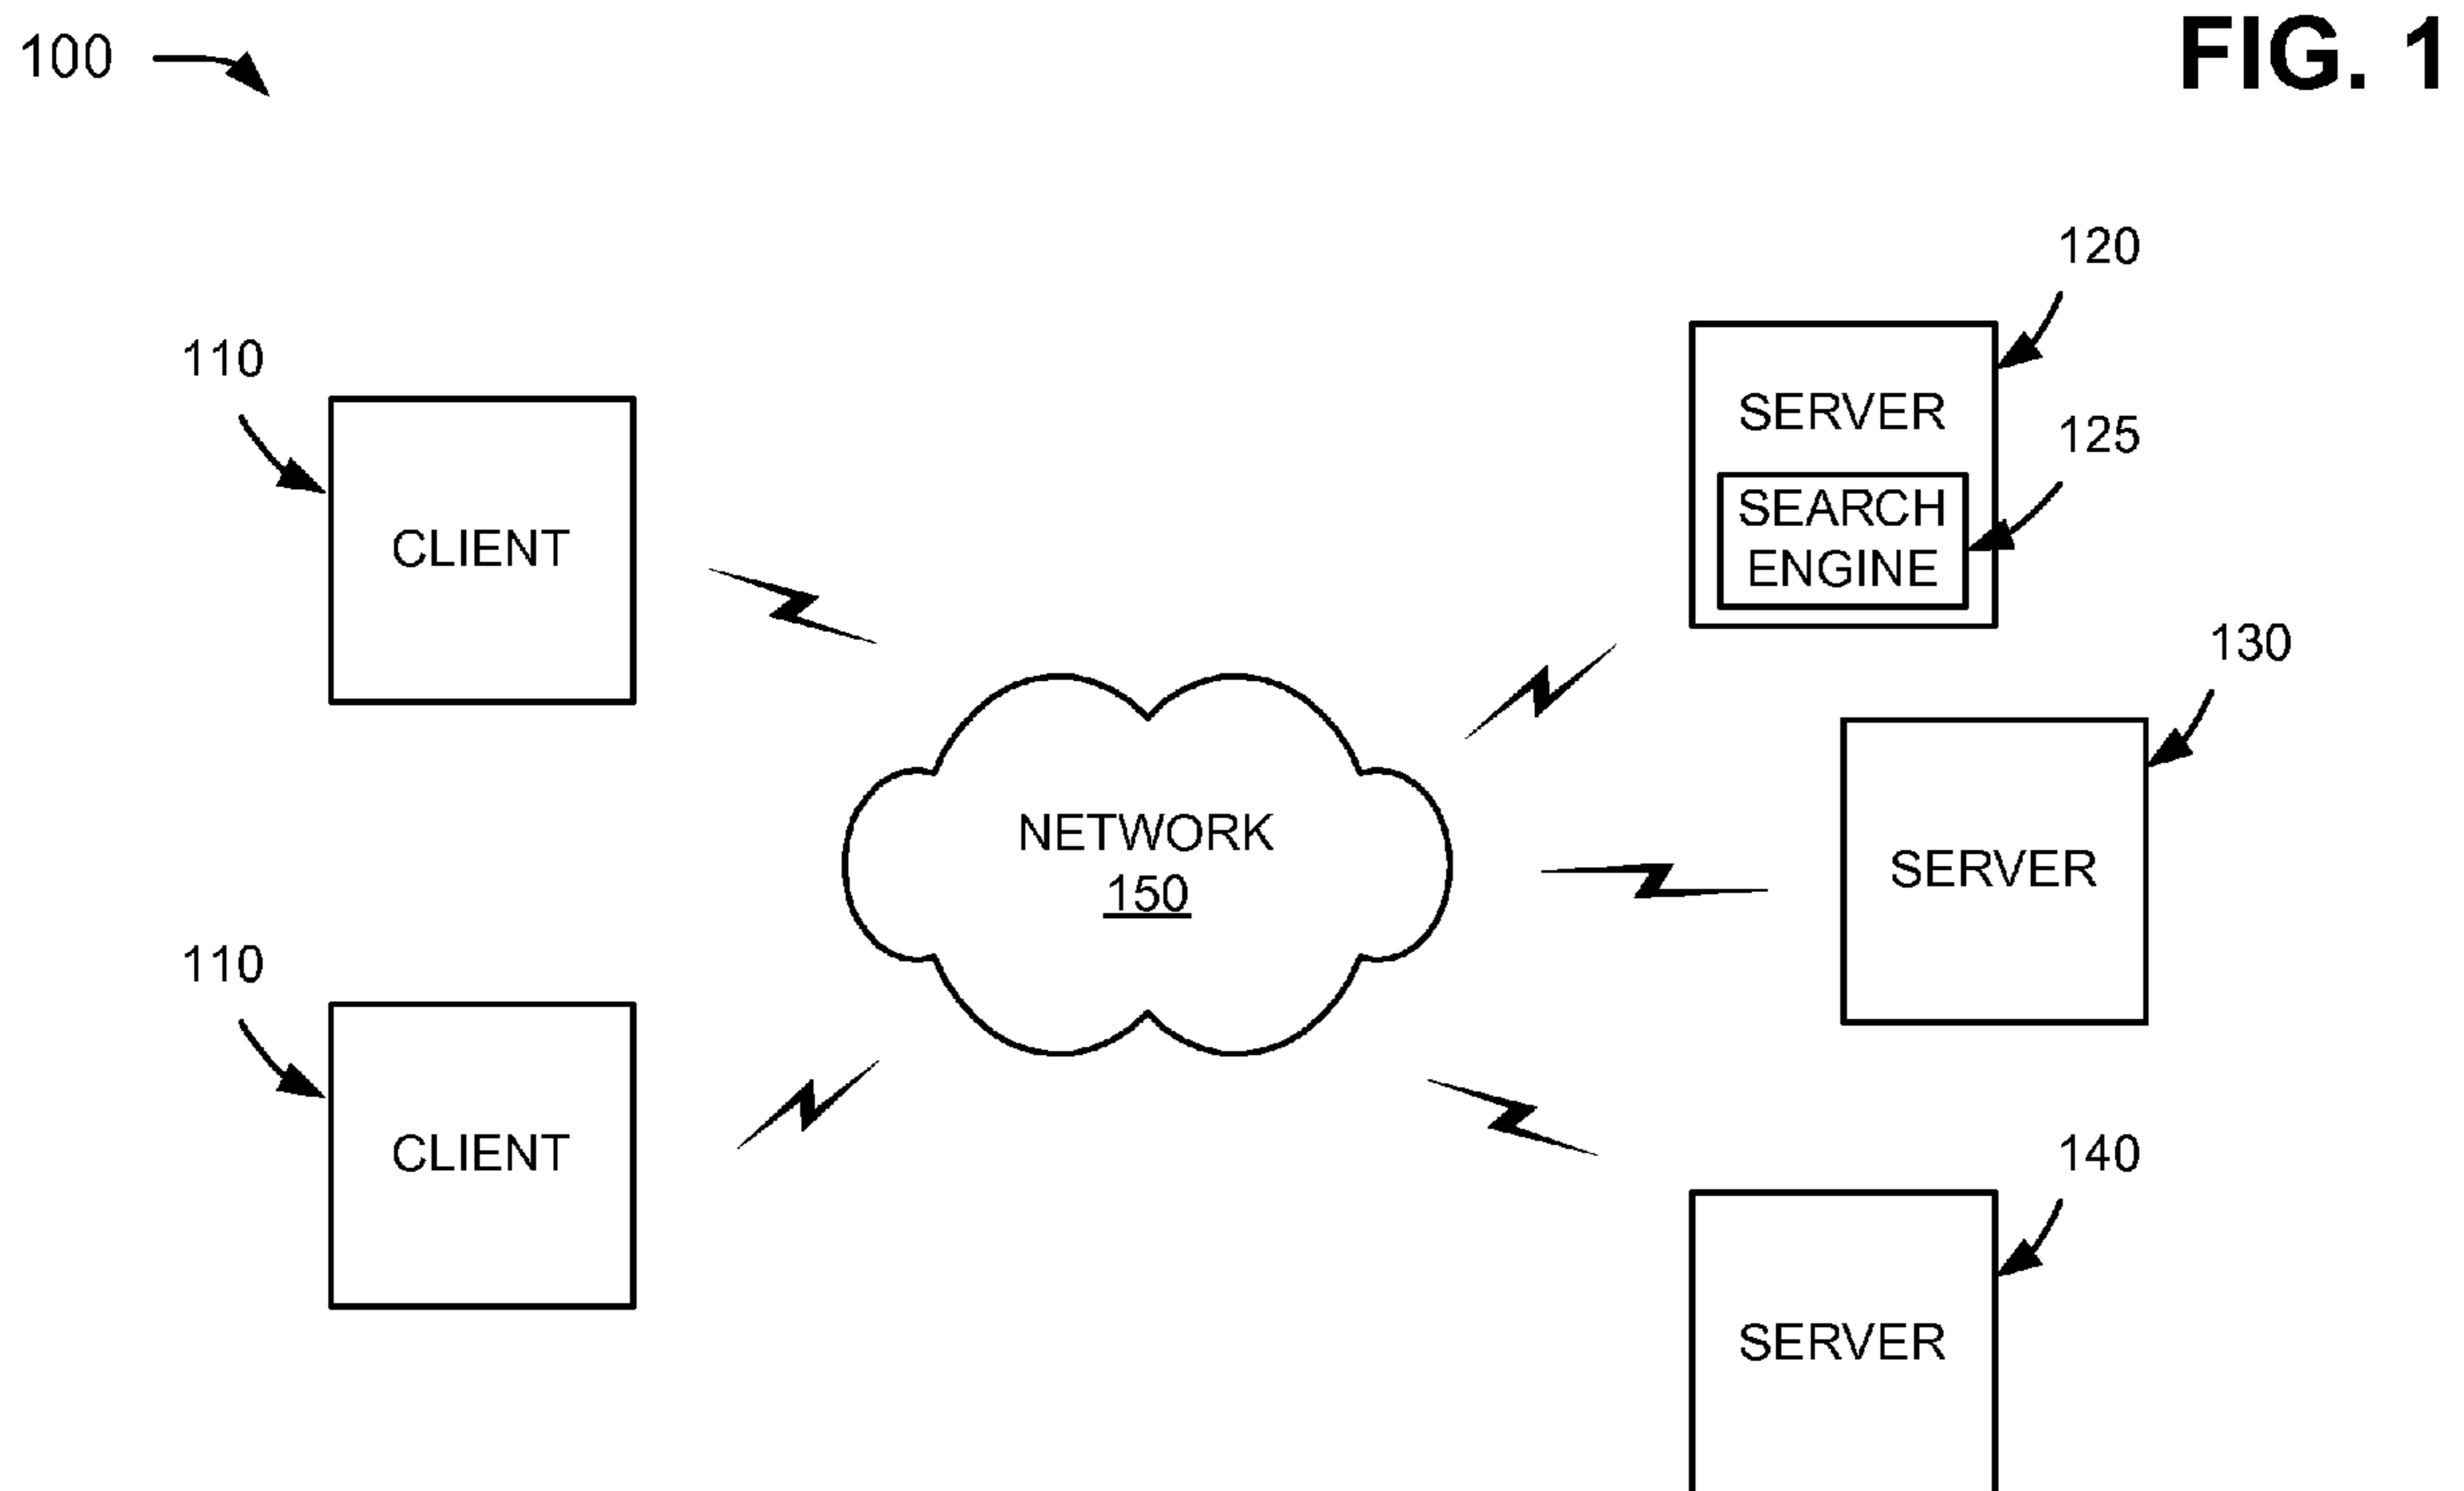 100
FIG. 1
120
110
SERVER
125
SEARCH
ENGINE
CLIENT
130
NETWORK
150
SERVER
110
CLIENT
140
SERVER